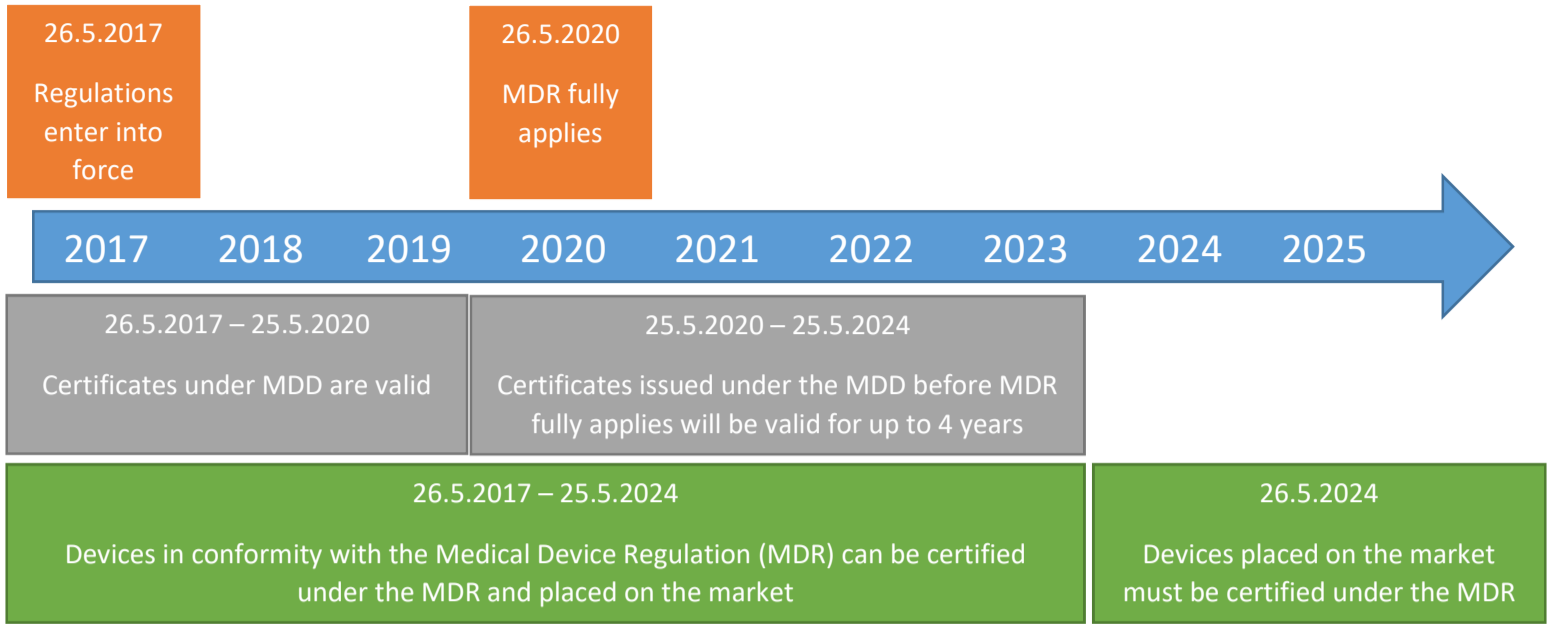 26.5.2017
Regulations
enter into
force
26.5.2020
MDR fully
applies
2017 2018 2019 2020 2021 2022 2023 2024 2025
26.5.2017 – 25.5.2020
Certificates under MDD are valid
25.5.2020 – 25.5.2024
Certificates issued under the MDD before MDR
fully applies will be valid for up to 4 years
26.5.2017 – 25.5.2024
Devices in conformity with the Medical Device Regulation (MDR) can be certified
under the MDR and placed on the market
26.5.2024
Devices placed on the market
must be certified under the MDR